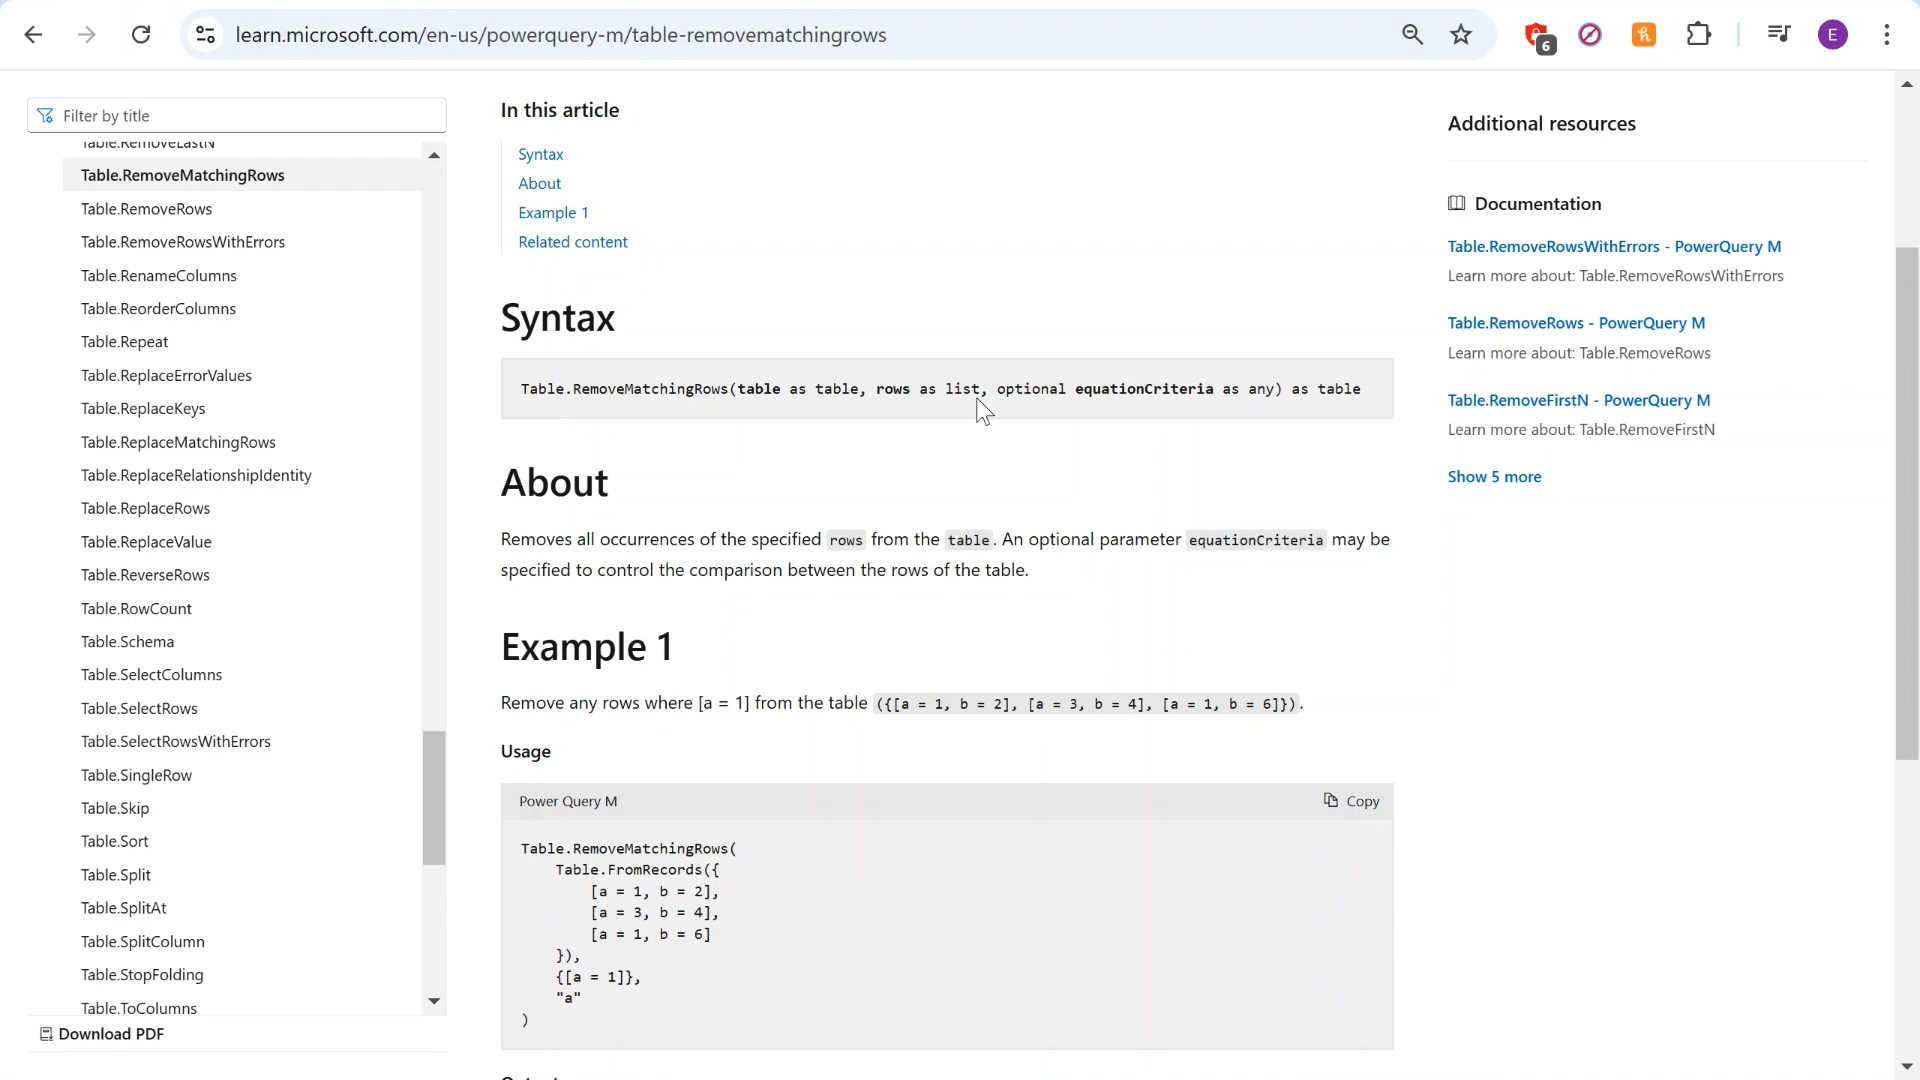 learn.microsoft.com/en-us/powerquery-m/table-removematchingrows
6
E
Filter by title
Table.RemoveLastN
Table.RemoveMatchingRows
Table.RemoveRows
Table.RemoveRowsWithErrors
Table.RenameColumns
Table.ReorderColumns
Table.Repeat
Table.ReplaceErrorValues
Table.ReplaceKeys
Table.ReplaceMatchingRows
Table.ReplaceRelationshipIdentity
Table.ReplaceRows
Table.ReplaceValue
Table.ReverseRows
Table.RowCount
Table.Schema
Table.SelectColumns
Table.SelectRows
Table.SelectRowsWithErrors
Table.SingleRow
Table.Skip
Table.Sort
Table.Split
Table.SplitAt
Table.SplitColumn
Table.StopFolding
Table.ToColumns
Download PDF
In this article
Syntax
About
Example 1
Related content
Syntax
Table.RemoveMatchingRows(table as table, rows as list, optional equationCriteria as any) as table
About
Removes all occurrences of the specified rows from the table. An optional parameter equationCriteria may be
specified to control the comparison between the rows of the table.
Example 1
Remove any rows where [a = 1] from the table ({[a = 1, b = 2], [a = 3, b = 4], [a = 1, b = 6]}).
Usage
Power Query M
Copy
Table.RemoveMatchingRows(
    Table.FromRecords({
        [a = 1, b = 2],
        [a = 3, b = 4],
        [a = 1, b = 6]
    }),
    {[a = 1]},
    "a"
)
Additional resources
Documentation
Table.RemoveRowsWithErrors - PowerQuery M
Learn more about: Table.RemoveRowsWithErrors
Table.RemoveRows - PowerQuery M
Learn more about: Table.RemoveRows
Table.RemoveFirstN - PowerQuery M
Learn more about: Table.RemoveFirstN
Show 5 more